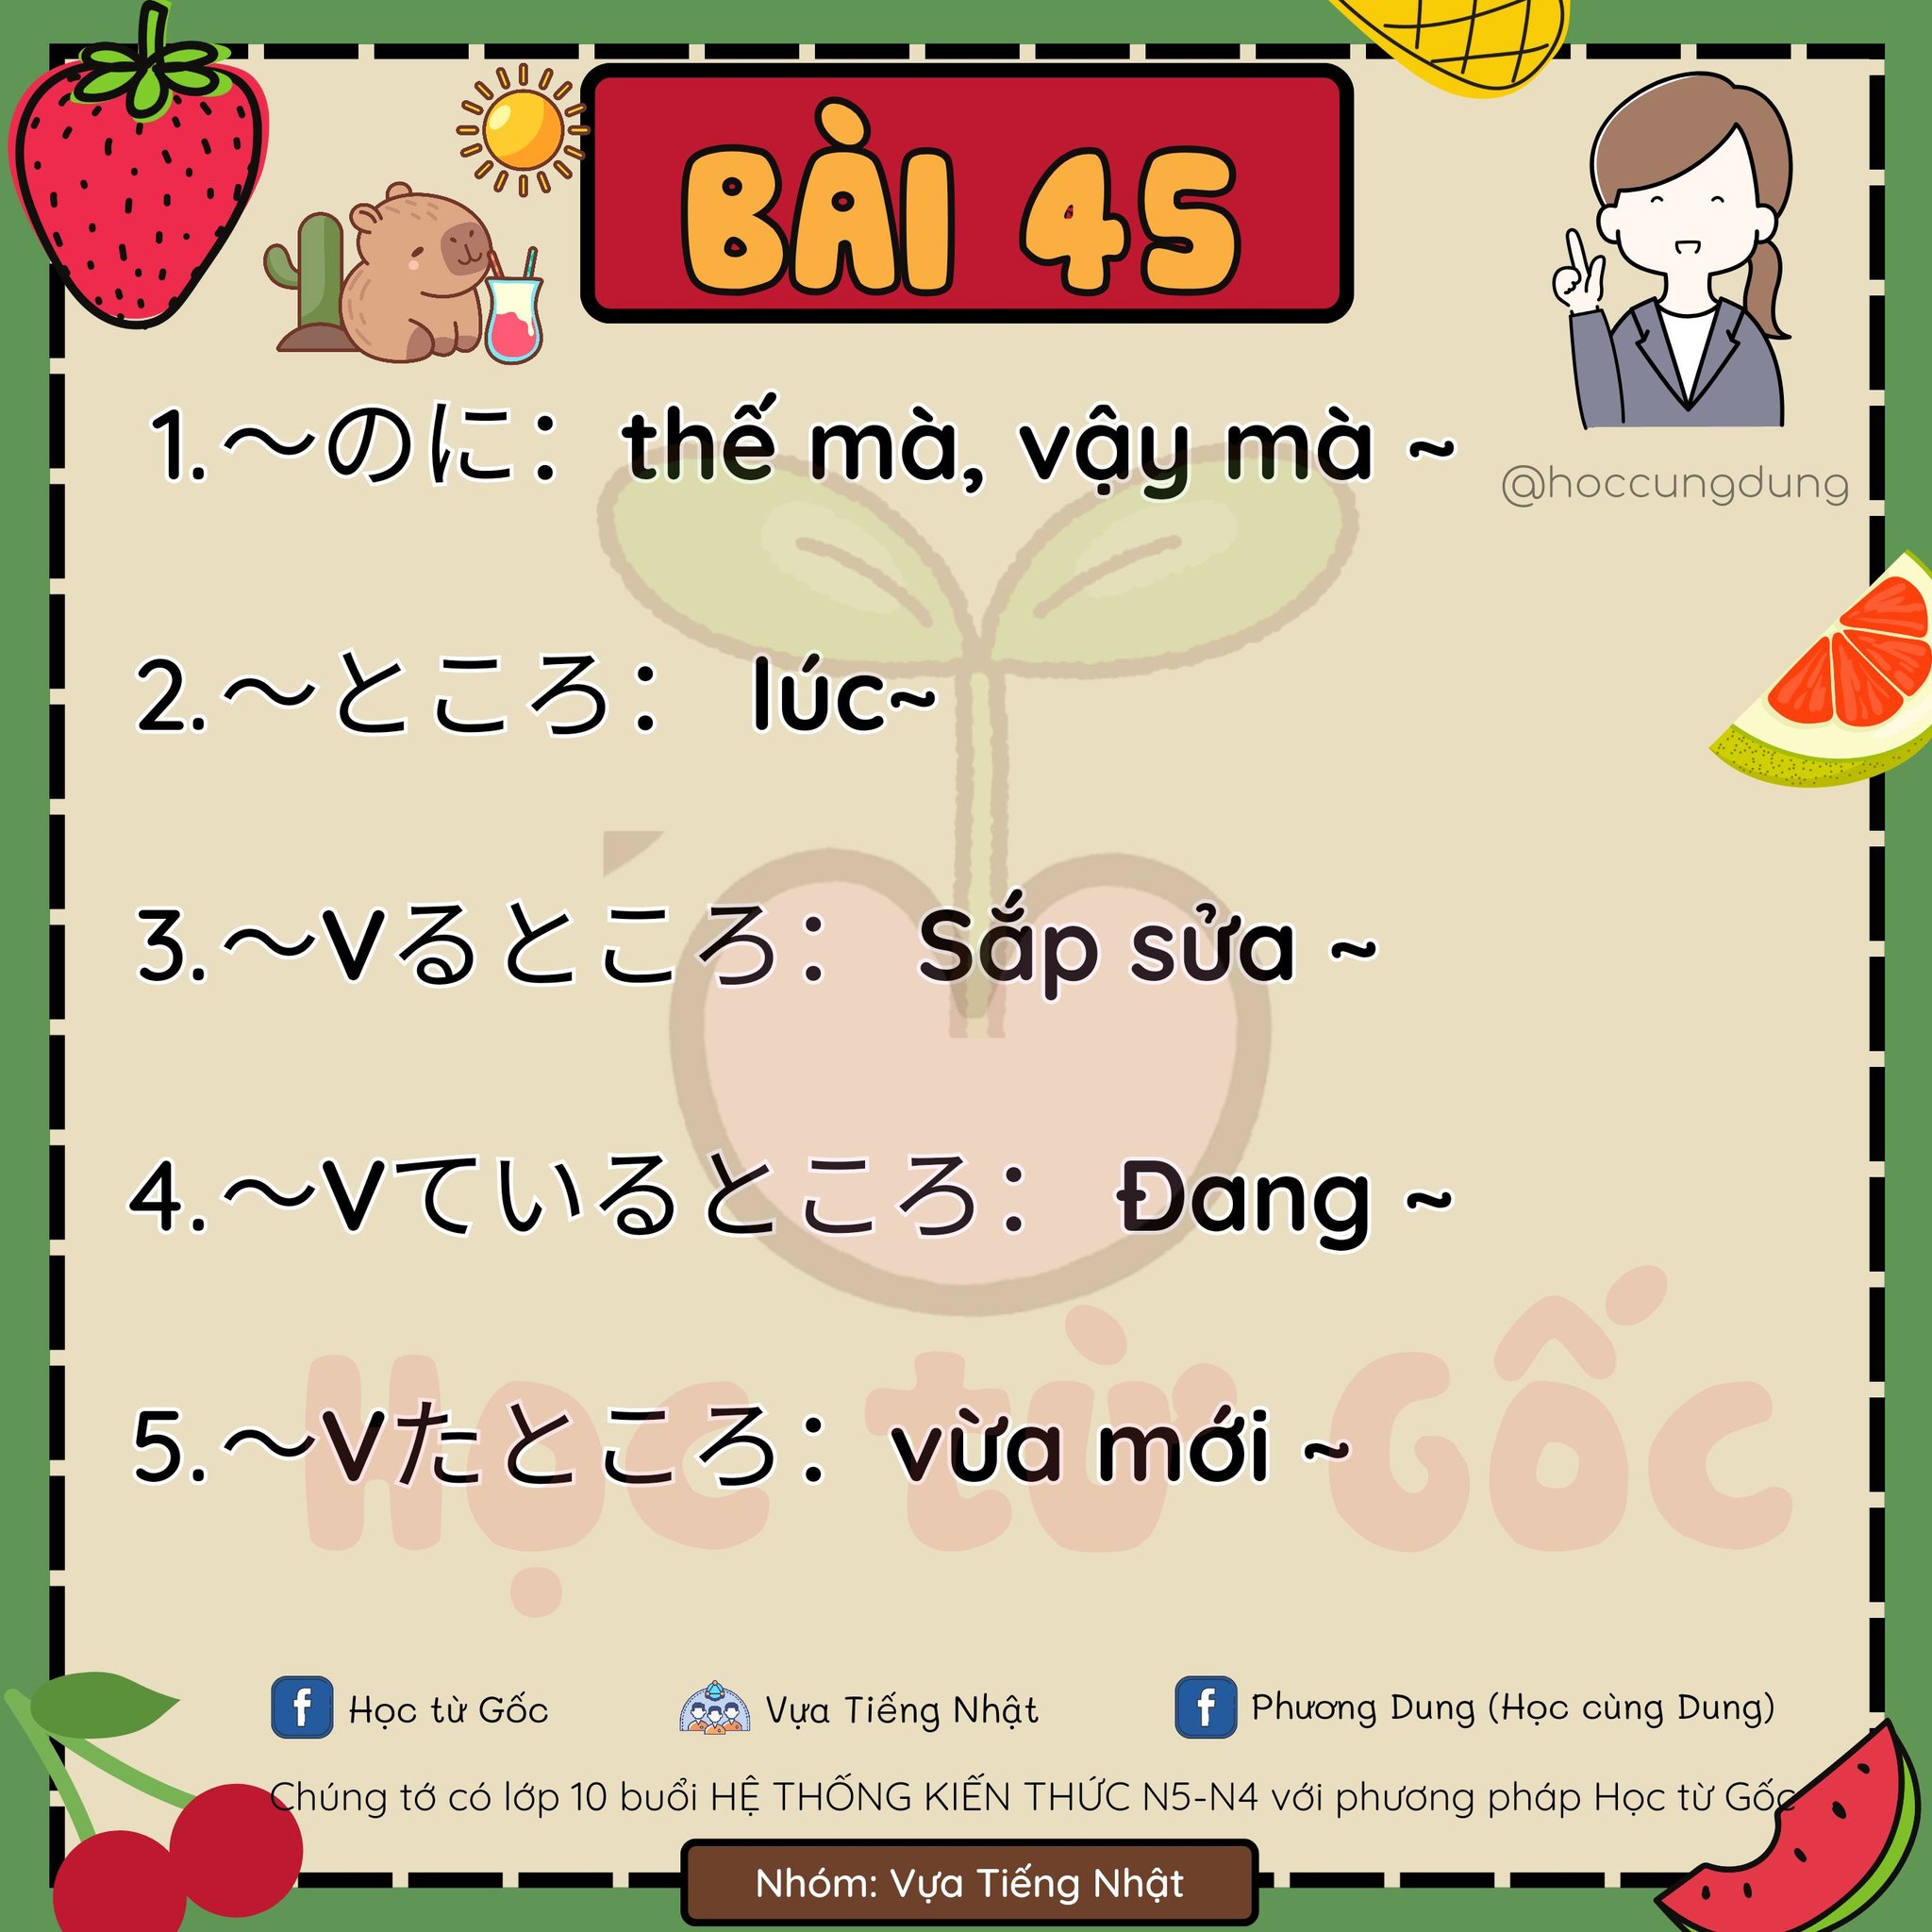 BÀI 45
1.～のに： thế mà, vậy mà ~
@hoccungdung
2.～ところ： lúc~
3.～Vるところ： Sắp sửa ~
4.～Vているところ： Đang ~
5.～Vたところ： vừa mới ~
Học từ Gốc
Học từ Gốc Vựa Tiếng Nhật Phương Dung (Học cùng Dung)
Chúng tớ có lớp 10 buổi HỆ THỐNG KIẾN THỨC N5-N4 với phương pháp Học từ Gốc
Nhóm: Vựa Tiếng Nhật